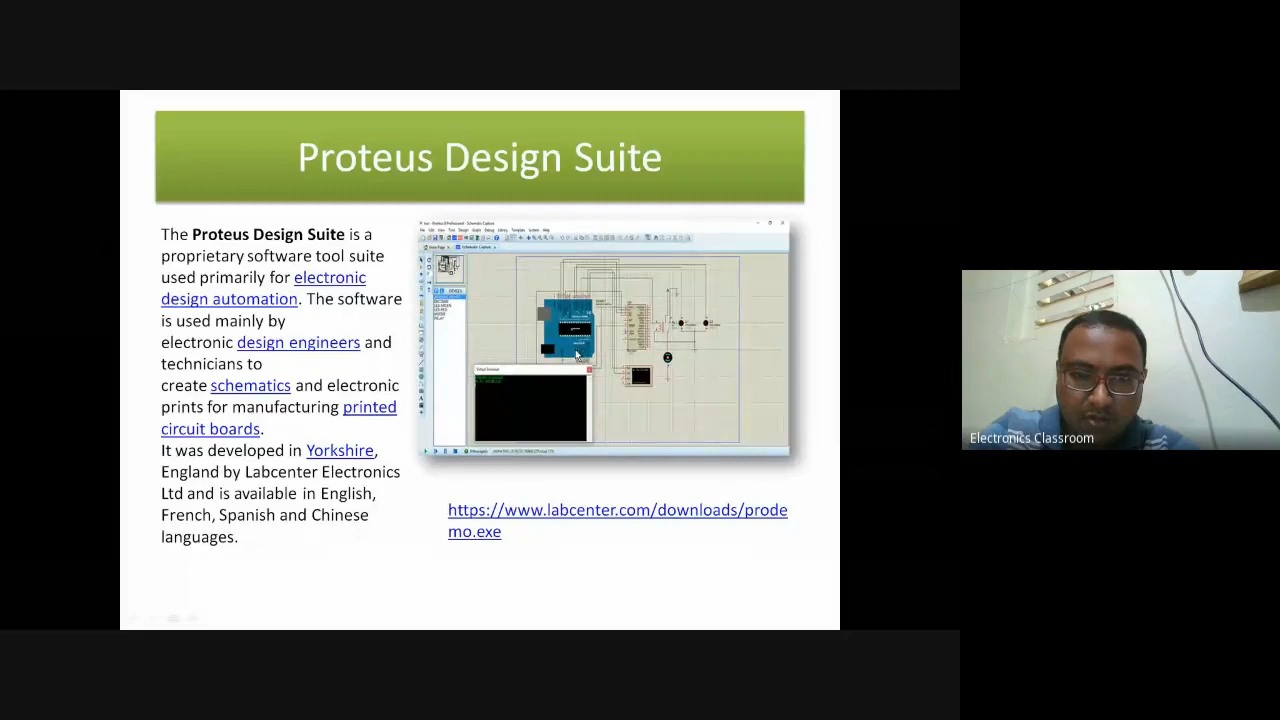 Proteus Design Suite
The Proteus Design Suite is a
proprietary software tool suite
used primarily for electronic
design automation. The software
is used mainly by
electronic design engineers and
technicians to
create schematics and electronic
prints for manufacturing printed
circuit boards.
It was developed in Yorkshire,
England by Labcenter Electronics
Ltd and is available in English,
French, Spanish and Chinese
languages.
https://www.labcenter.com/downloads/prode
mo.exe
Electronics Classroom